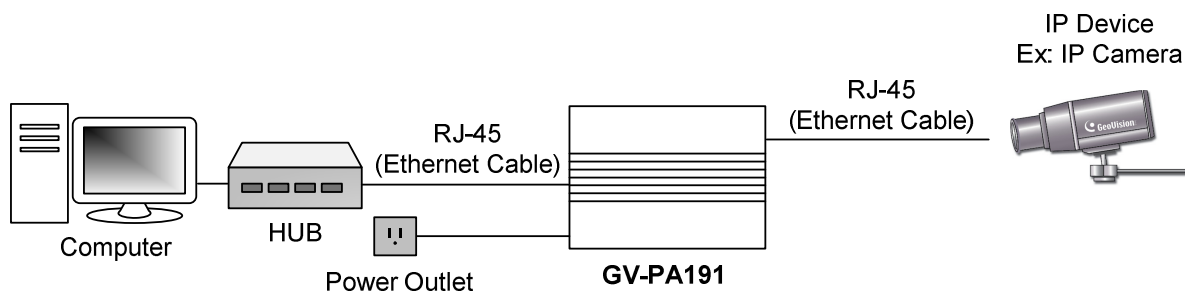 IP Device
Ex: IP Camera
RJ-45
(Ethernet Cable)
GeoVision
RJ-45
(Ethernet Cable)
Computer
HUB
Power Outlet
GV-PA191